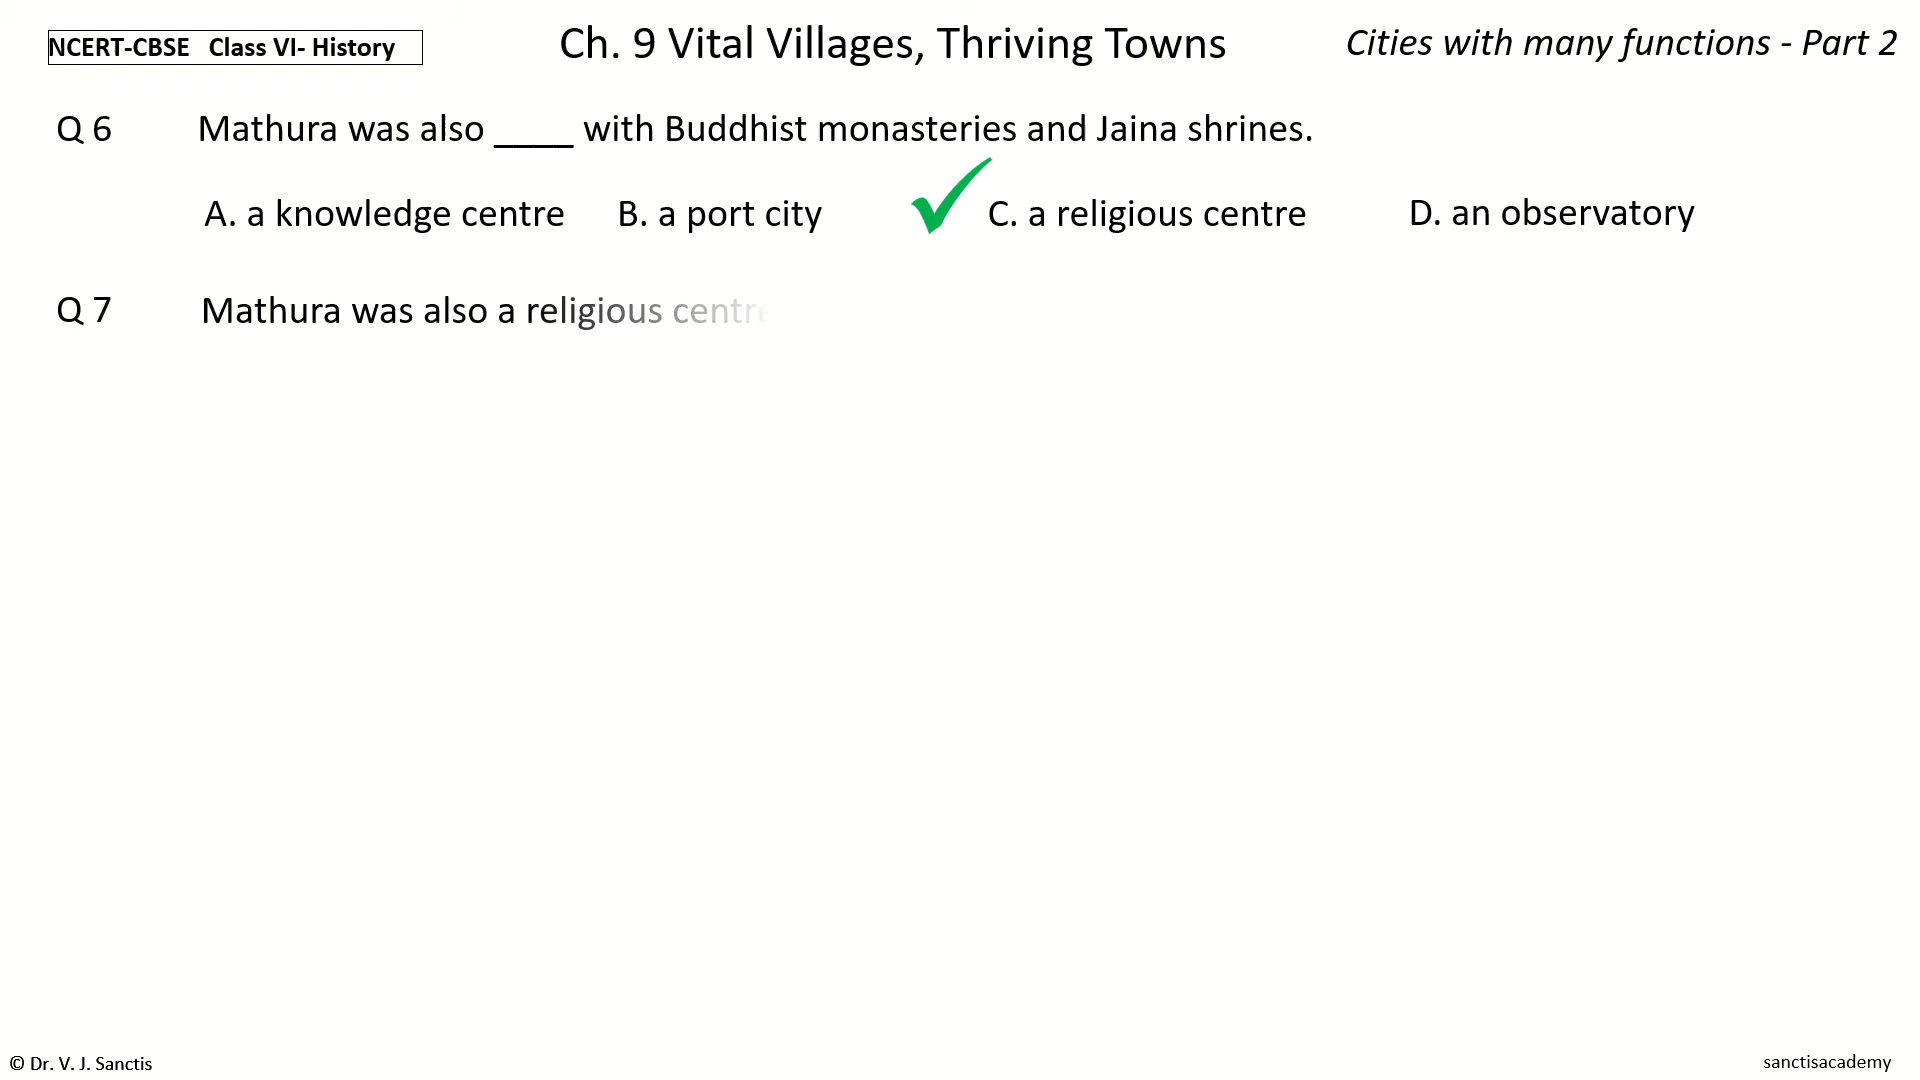 NCERT-CBSE Class VI- History
Ch. 9 Vital Villages, Thriving Towns
Cities with many functions - Part 2
Q 6 Mathura was also ____ with Buddhist monasteries and Jaina shrines.
A. a knowledge centre B. a port city C. a religious centre D. an observatory
Q 7 Mathura was also a religious centre
© Dr. V. J. Sanctis
sanctisacademy